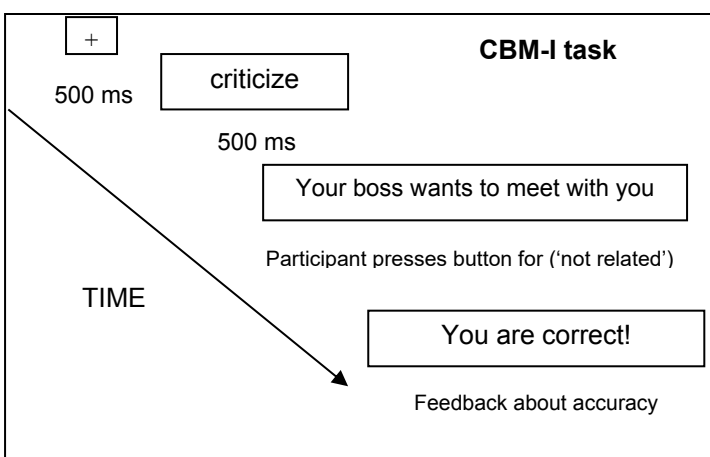 +
CBM-I task
500 ms
criticize
500 ms
Your boss wants to meet with you
Participant presses button for (‘not related’)
TIME
You are correct!
Feedback about accuracy